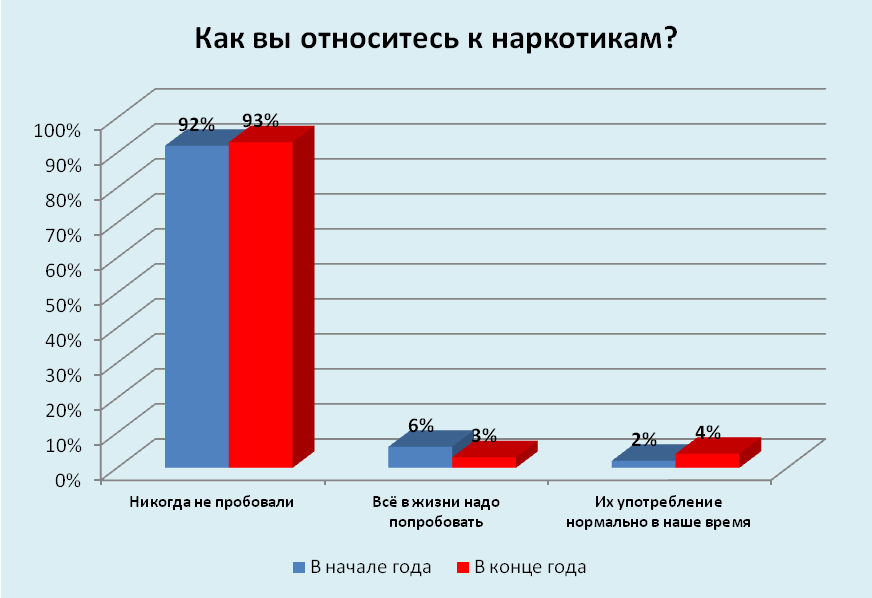 Как вы относитесь к наркотикам?
92%
93%
6%
3%
2%
4%
100%
90%
80%
70%
60%
50%
40%
30%
20%
10%
0%
Никогда не пробовали
Всё в жизни надо
попробовать
Их употребление
нормально в наше время
В начале года
В конце года